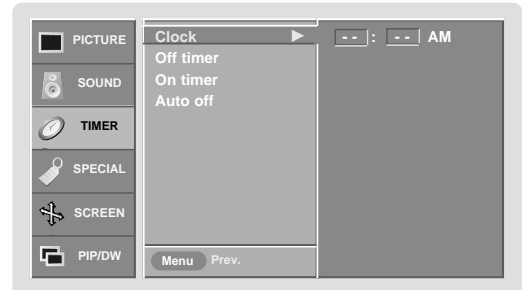 PICTURE
SOUND
TIMER
SPECIAL
SCREEN
PIP/DW
Clock ▶ - - : - - AM
Off timer
On timer
Auto off
Menu Prev.